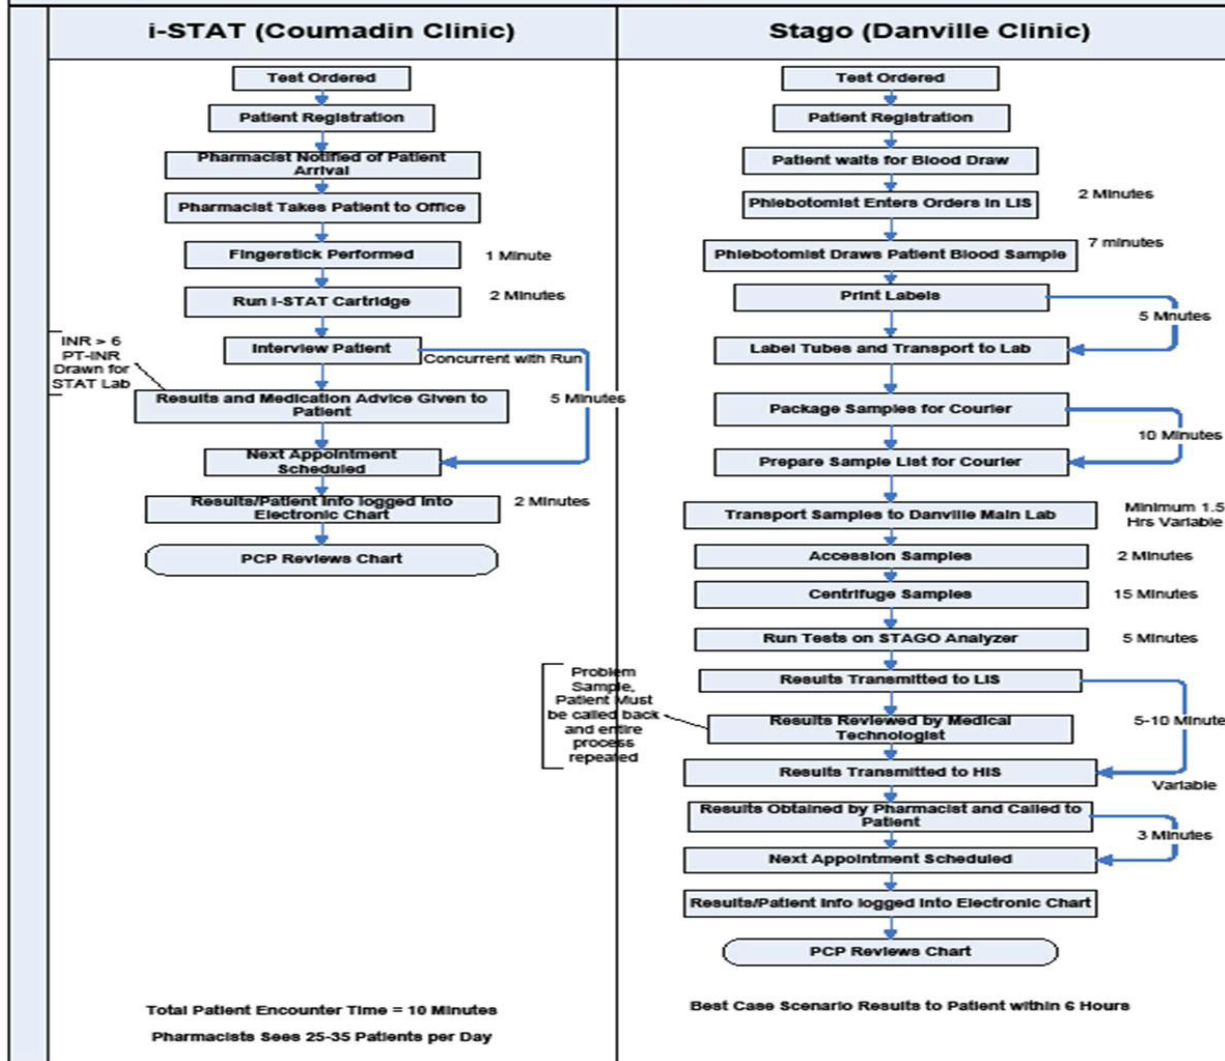 i-STAT (Coumadin Clinic)
Test Ordered
Patient Registration
Pharmacist Notified of Patient
Arrival
Pharmacist Takes Patient to Office
Fingerstick Performed
1 Minute
Run i-STAT Cartridge
2 Minutes
Interview Patient
Concurrent with Run
INR > 6
PT-INR
Drawn for
STAT Lab
Results and Medication Advice Given to
Patient
5 Minutes
Next Appointment
Scheduled
Results/Patient Info logged Into
Electronic Chart
2 Minutes
PCP Reviews Chart
Total Patient Encounter Time = 10 Minutes
Pharmacists Sees 25-35 Patients per Day
Stago (Danville Clinic)
Test Ordered
Patient Registration
Patient waits for Blood Draw
Phlebotomist Enters Orders in LIS
2 Minutes
Phlebotomist Draws Patient Blood Sample
7 minutes
Print Labels
5 Mnutes
Label Tubes and Transport to Lab
Package Samples for Courier
10 Minutes
Prepare Sample List for Courier
Transport Samples to Danville Main Lab
Minimum 1.5
Hrs Variable
Accession Samples
2 Minutes
Centrifuge Samples
15 Minutes
Run Tests on STAGO Analyzer
5 Minutes
Results Transmitted to LIS
Problem
Sample,
Patient Must
be called back
and entire
process
repeated
Results Reviewed by Medical
Technologist
5-10 Minute
Results Transmitted to HIS
Variable
Results Obtained by Pharmacist and Called to
Patient
3 Minutes
Next Appointment Scheduled
Results/Patient Info logged Into Electronic Chart
PCP Reviews Chart
Best Case Scenario Results to Patient within 6 Hours